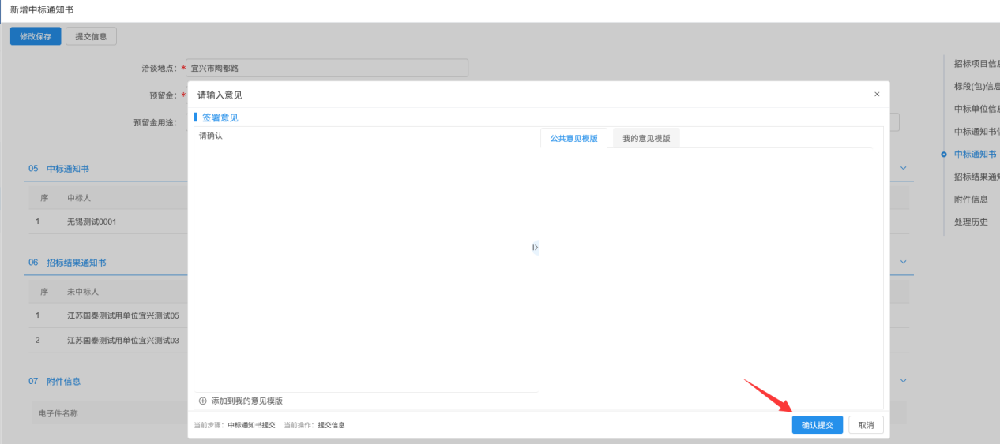 新增中标通知书
修改保存 提交信息
洽谈地点: * 宜兴市陶都路
预留金: *
预留金用途:
请输入意见 ×
签署意见
请确认
公共意见模版 我的意见模版
添加到我的意见模版
当前步骤: 中标通知书提交 当前操作: 提交信息
确认提交 取消
05 中标通知书
序 中标人
1 无锡测试0001
06 招标结果通知书
序 未中标人
1 江苏国泰测试用单位宜兴测试05
2 江苏国泰测试用单位宜兴测试03
07 附件信息
电子件名称
招标项目信息
标段(包)信息
中标单位信息
中标通知书
中标通知书
招标结果通知
附件信息
处理历史